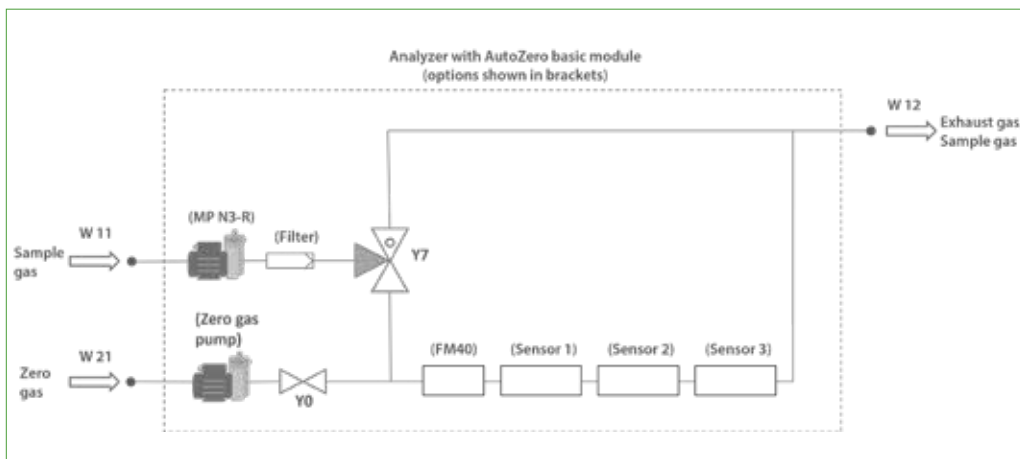 Analyzer with AutoZero basic module
(options shown in brackets)
W 12
Exhaust gas
Sample gas
(MP N3-R)
W 11
(Filter)
Sample
gas
Y7
(Zero gas
pump)
W 21
(FM40)
(Sensor 1)
(Sensor 2)
(Sensor 3)
Zero
gas
Y0